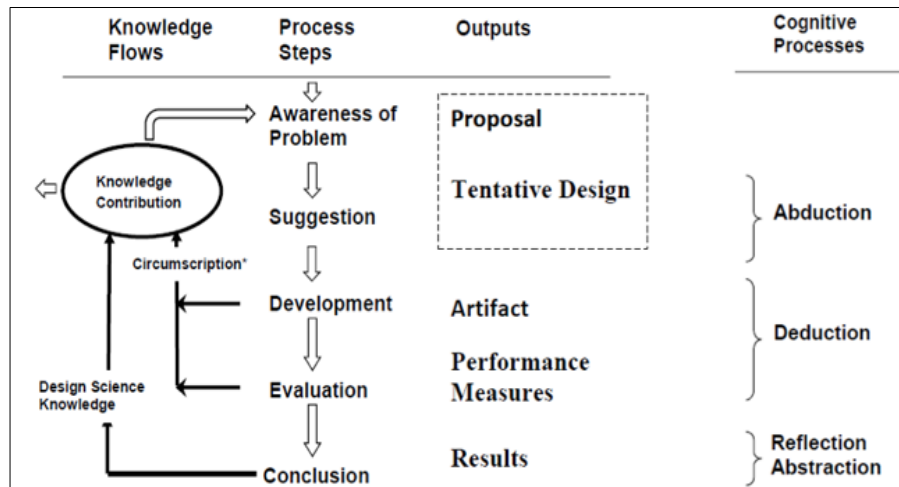 Knowledge
Flows
Process
Steps
Outputs
Cognitive
Processes
Awareness of
Problem
Proposal
Knowledge
Contribution
Tentative Design
Suggestion
Abduction
Circumscription*
Development
Artifact
Deduction
Performance
Measures
Design Science
Knowledge
Evaluation
Conclusion
Results
Reflection
Abstraction